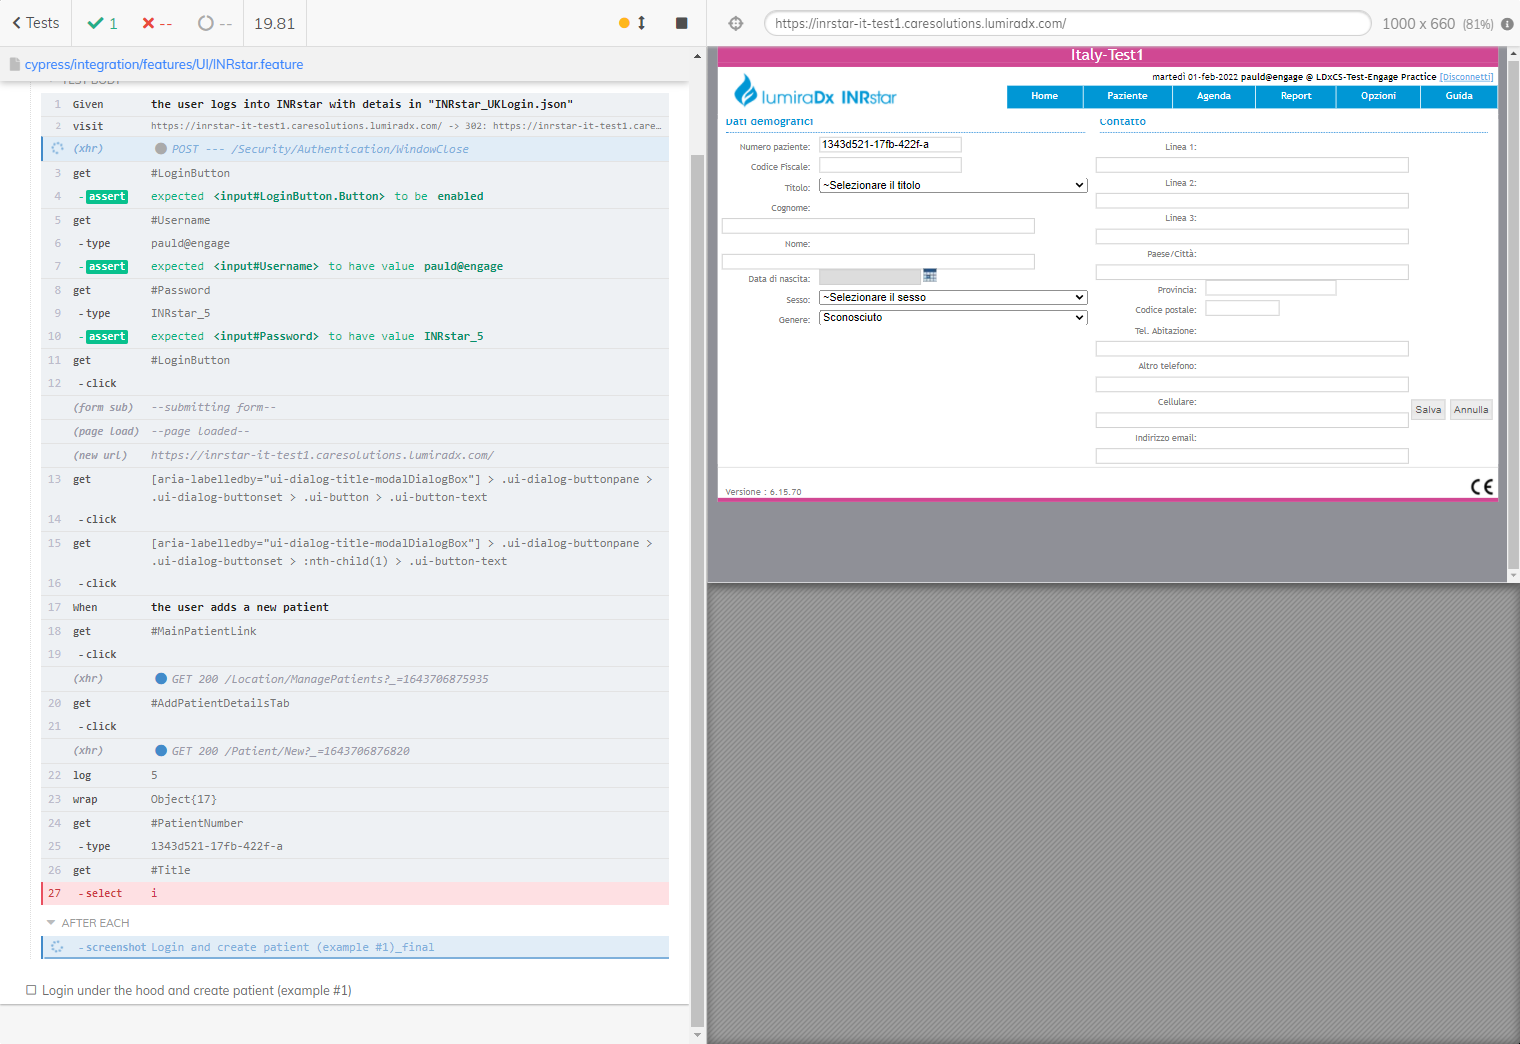 Tests
1
--
--
19.81
cypress/integration/features/UI/INRstar.feature
TEST BODY
1 Given the user logs into INRstar with detais in "INRstar_UKLogin.json"
2 visit https://inrstar-it-test1.caresolutions.lumiradx.com/ -> 302: https://inrstar-it-test1.care…
(xhr) POST --- /Security/Authentication/WindowClose
3 get #LoginButton
4 -assert expected <input#LoginButton.Button> to be enabled
5 get #Username
6 -type pauld@engage
7 -assert expected <input#Username> to have value pauld@engage
8 get #Password
9 -type INRstar_5
10 -assert expected <input#Password> to have value INRstar_5
11 get #LoginButton
12 -click
(form sub) --submitting form--
(page load) --page loaded--
(new url) https://inrstar-it-test1.caresolutions.lumiradx.com/
13 get [aria-labelledby="ui-dialog-title-modalDialogBox"] > .ui-dialog-buttonpane >
.ui-dialog-buttonset > .ui-button > .ui-button-text
14 -click
15 get [aria-labelledby="ui-dialog-title-modalDialogBox"] > .ui-dialog-buttonpane >
.ui-dialog-buttonset > :nth-child(1) > .ui-button-text
16 -click
17 When the user adds a new patient
18 get #MainPatientLink
19 -click
(xhr) GET 200 /Location/ManagePatients?_=1643706875935
20 get #AddPatientDetailsTab
21 -click
(xhr) GET 200 /Patient/New?_=1643706876820
22 log 5
23 wrap Object{17}
24 get #PatientNumber
25 -type 1343d521-17fb-422f-a
26 get #Title
27 -select i
AFTER EACH
-screenshot Login and create patient (example #1)_final
Login under the hood and create patient (example #1)
https://inrstar-it-test1.caresolutions.lumiradx.com/
1000 x 660 (81%)
Italy-Test1
martedì 01-feb-2022 pauld@engage @ LDxCS-Test-Engage Practice [Disconnetti]
lumiraDx INRstar
Home Paziente Agenda Report Opzioni Guida
Dati demografici
Numero paziente: 1343d521-17fb-422f-a
Codice Fiscale:
Titolo: ~Selezionare il titolo
Cognome:
Nome:
Data di nascita:
Sesso: ~Selezionare il sesso
Genere: Sconosciuto
Contatto
Linea 1:
Linea 2:
Linea 3:
Paese/Città:
Provincia:
Codice postale:
Tel. Abitazione:
Altro telefono:
Cellulare:
Indirizzo email:
Salva Annulla
Versione : 6.15.70
CE